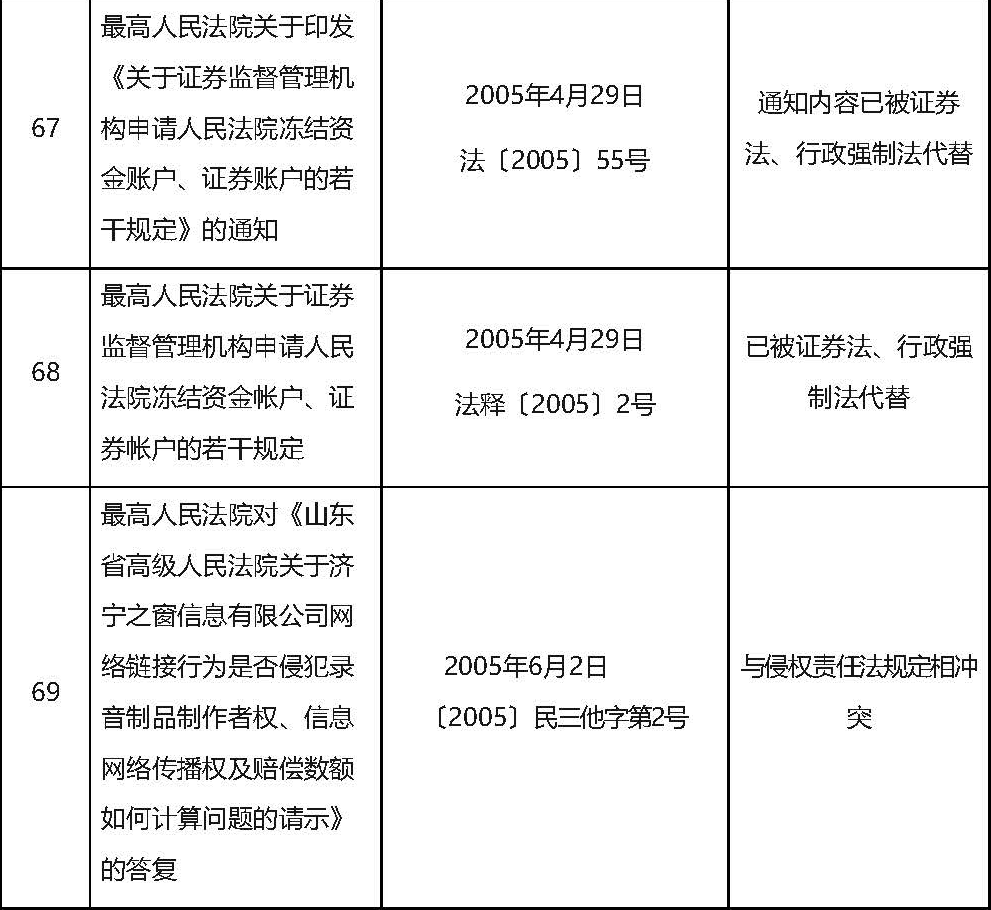 67
最高人民法院关于印发
《关于证券监督管理机
构申请人民法院冻结资
金账户、证券账户的若
干规定》的通知
2005年4月29日
法〔2005〕55号
通知内容已被证券
法、行政强制法代替
68
最高人民法院关于证券
监督管理机构申请人民
法院冻结资金帐户、证
券帐户的若干规定
2005年4月29日
法释〔2005〕2号
已被证券法、行政强
制法代替
69
最高人民法院对《山东
省高级人民法院关于济
宁之窗信息有限公司网
络链接行为是否侵犯录
音制品制作者权、信息
网络传播权及赔偿数额
如何计算问题的请示》
的答复
2005年6月2日
〔2005〕民三他字第2号
与侵权责任法规定相冲
突